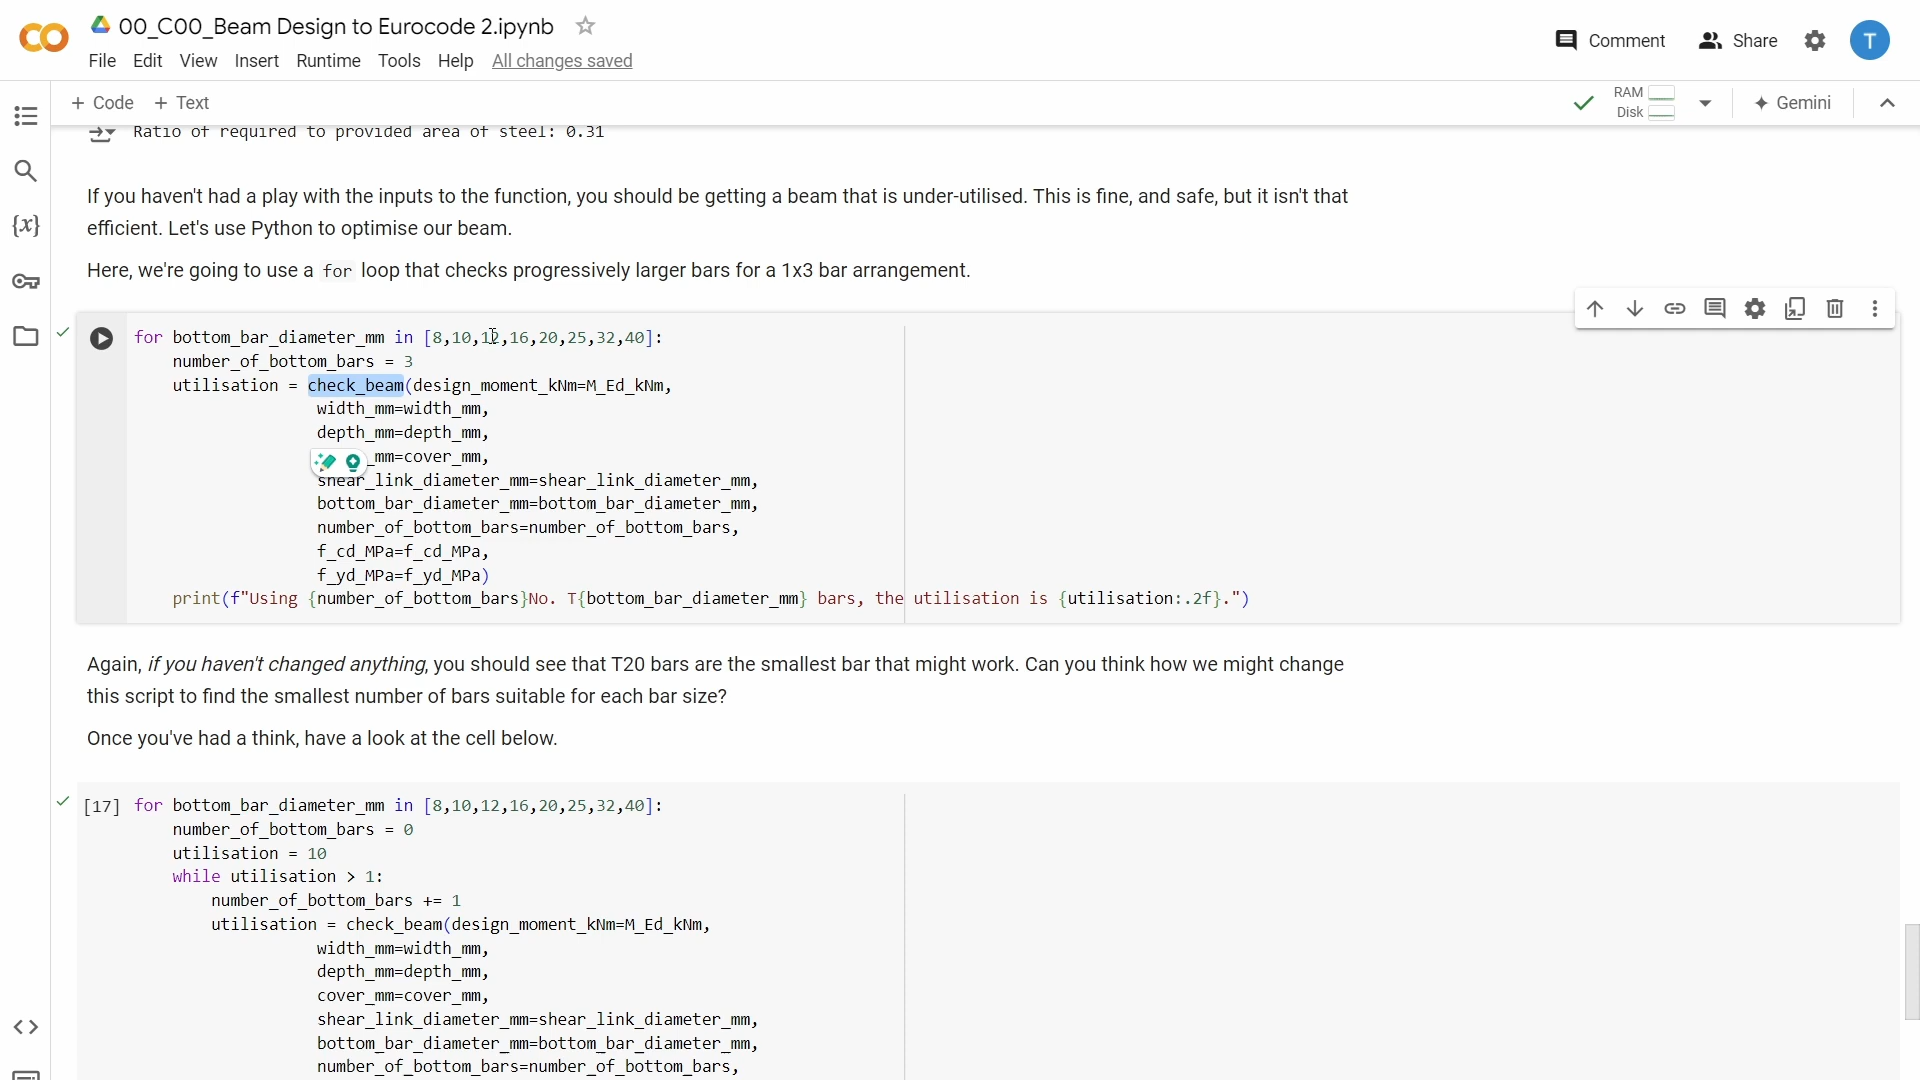 00_C00_Beam Design to Eurocode 2.ipynb
File Edit View Insert Runtime Tools Help All changes saved
Comment
Share
T
+ Code + Text
RAM
Disk
Gemini
Ratio of required to provided area of steel: 0.31
If you haven't had a play with the inputs to the function, you should be getting a beam that is under-utilised. This is fine, and safe, but it isn't that
efficient. Let's use Python to optimise our beam.
Here, we're going to use a for loop that checks progressively larger bars for a 1x3 bar arrangement.
for bottom_bar_diameter_mm in [8,10,12,16,20,25,32,40]:
number_of_bottom_bars = 3
utilisation = check_beam(design_moment_kNm=M_Ed_kNm,
width_mm=width_mm,
depth_mm=depth_mm,
_mm=cover_mm,
shear_link_diameter_mm=shear_link_diameter_mm,
bottom_bar_diameter_mm=bottom_bar_diameter_mm,
number_of_bottom_bars=number_of_bottom_bars,
f_cd_MPa=f_cd_MPa,
f_yd_MPa=f_yd_MPa)
print(f"Using {number_of_bottom_bars}No. T{bottom_bar_diameter_mm} bars, the utilisation is {utilisation:.2f}.")
Again, if you haven't changed anything, you should see that T20 bars are the smallest bar that might work. Can you think how we might change
this script to find the smallest number of bars suitable for each bar size?
Once you've had a think, have a look at the cell below.
[17] for bottom_bar_diameter_mm in [8,10,12,16,20,25,32,40]:
number_of_bottom_bars = 0
utilisation = 10
while utilisation > 1:
number_of_bottom_bars += 1
utilisation = check_beam(design_moment_kNm=M_Ed_kNm,
width_mm=width_mm,
depth_mm=depth_mm,
cover_mm=cover_mm,
shear_link_diameter_mm=shear_link_diameter_mm,
bottom_bar_diameter_mm=bottom_bar_diameter_mm,
number_of_bottom_bars=number_of_bottom_bars,